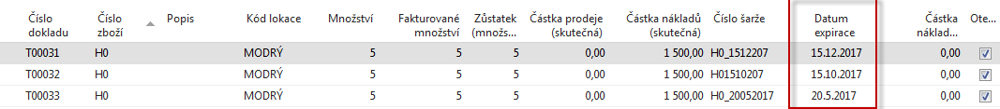 Číslo dokladu Číslo zboží Popis Kód lokace Množství Fakturované množství Zůstatek (množs... Částka prodeje (skutečná) Částka nákladů (skutečná) Číslo šarže Datum expirace Částka náklad... Ote...
T00031 H0 MODRÝ 5 5 5 0,00 1 500,00 H0_1512207 15.12.2017 0,00
T00032 H0 MODRÝ 5 5 5 0,00 1 500,00 H01510207 15.10.2017 0,00
T00033 H0 MODRÝ 5 5 5 0,00 1 500,00 H0_20052017 20.5.2017 0,00